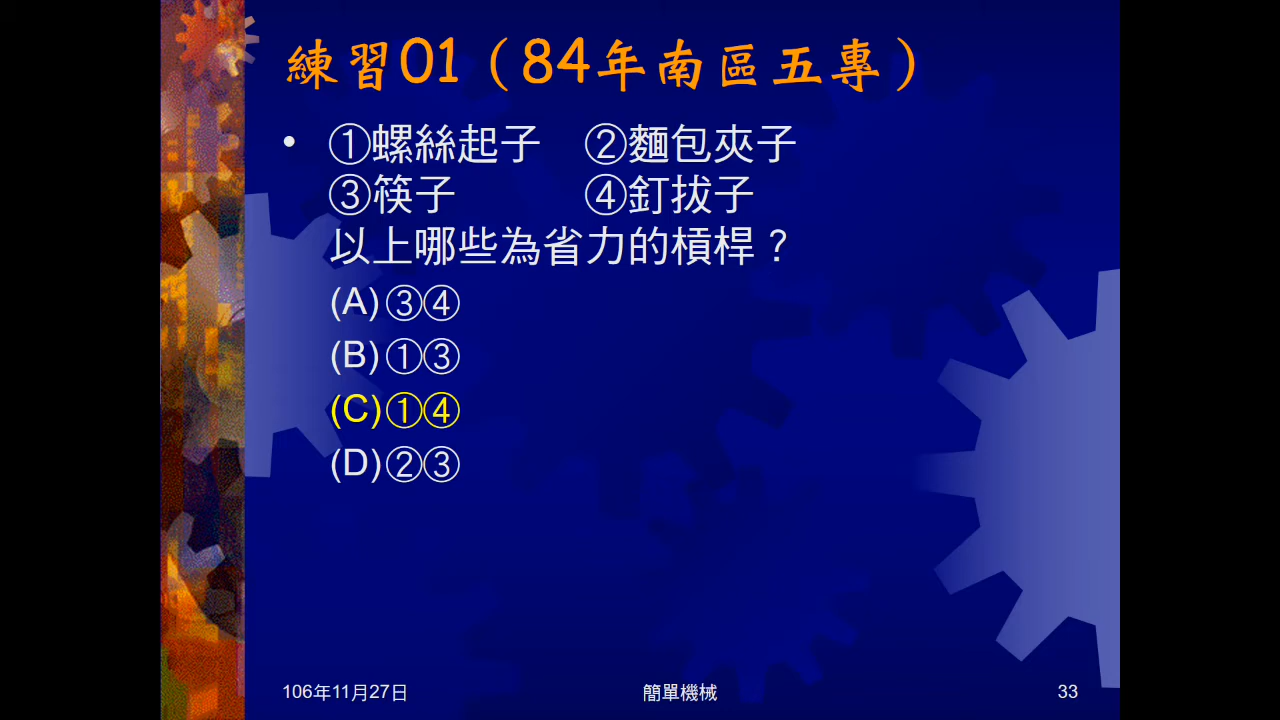 練習01（84年南區五專）
• ①螺絲起子 ②麵包夾子
③筷子 ④釘拔子
以上哪些為省力的槓桿？
(A)③④
(B)①③
(C)①④
(D)②③
106年11月27日 簡單機械 33